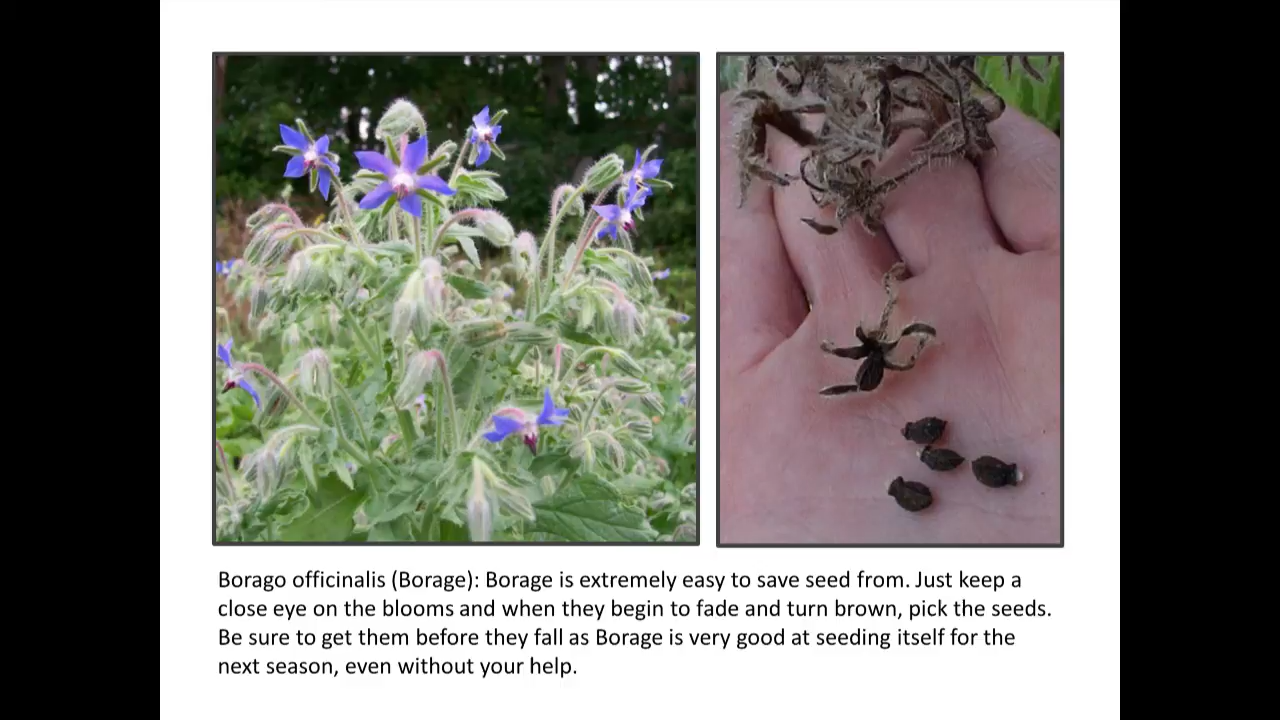 Borago officinalis (Borage): Borage is extremely easy to save seed from. Just keep a
close eye on the blooms and when they begin to fade and turn brown, pick the seeds.
Be sure to get them before they fall as Borage is very good at seeding itself for the
next season, even without your help.